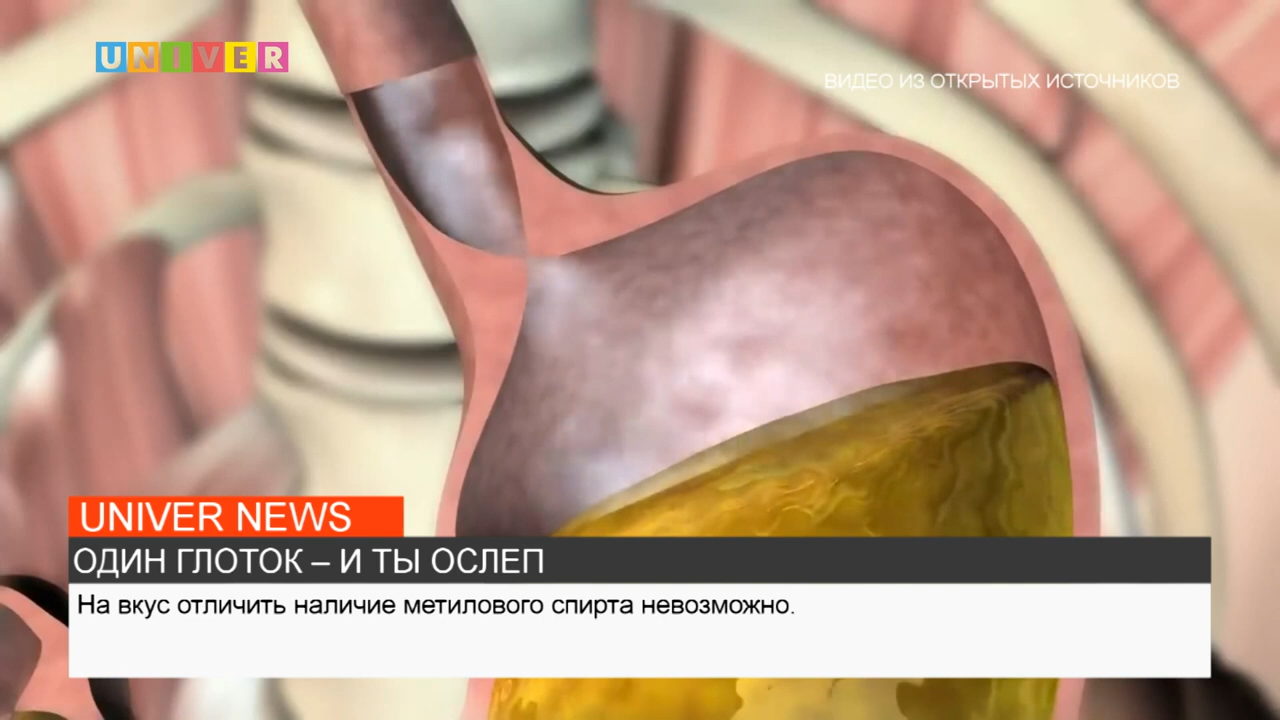 UNIVER
ВИДЕО ИЗ ОТКРЫТЫХ ИСТОЧНИКОВ
UNIVER NEWS
ОДИН ГЛОТОК – И ТЫ ОСЛЕП
На вкус отличить наличие метилового спирта невозможно.